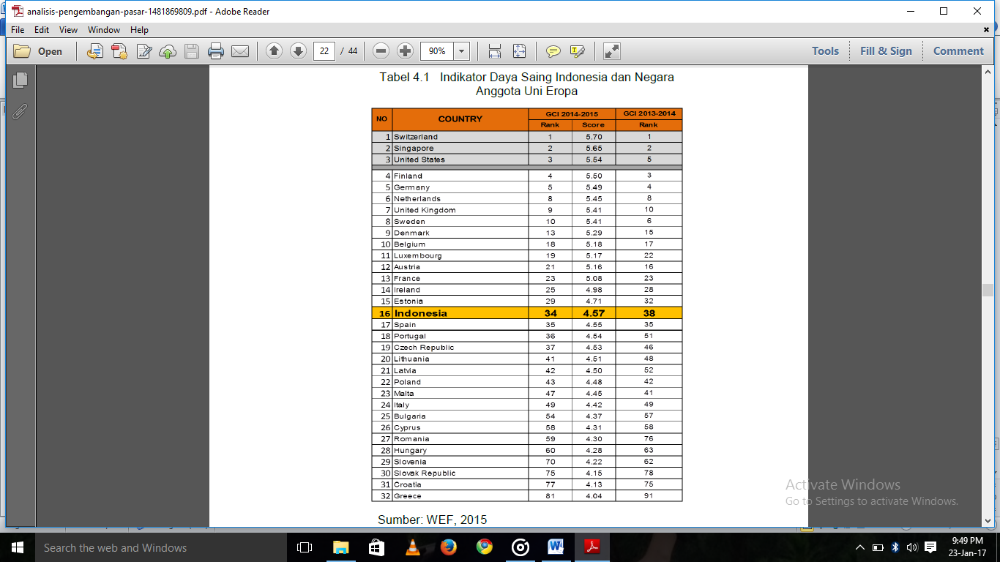 analisis-pengembangan-pasar-1481869809.pdf - Adobe Reader
File Edit View Window Help
Open 22 / 44 90% Tools Fill & Sign Comment
Tabel 4.1 Indikator Daya Saing Indonesia dan Negara
Anggota Uni Eropa
NO COUNTRY GCI 2014-2015 GCI 2013-2014
Rank Score Rank
1 Switzerland 1 5.70 1
2 Singapore 2 5.65 2
3 United States 3 5.54 5
4 Finland 4 5.50 3
5 Germany 5 5.49 4
6 Netherlands 8 5.45 8
7 United Kingdom 9 5.41 10
8 Sweden 10 5.41 6
9 Denmark 13 5.29 15
10 Belgium 18 5.18 17
11 Luxembourg 19 5.17 22
12 Austria 21 5.16 16
13 France 23 5.08 23
14 Ireland 25 4.98 28
15 Estonia 29 4.71 32
16 Indonesia 34 4.57 38
17 Spain 35 4.55 35
18 Portugal 36 4.54 51
19 Czech Republic 37 4.53 46
20 Lithuania 41 4.51 48
21 Latvia 42 4.50 52
22 Poland 43 4.48 42
23 Malta 47 4.45 41
24 Italy 49 4.42 49
25 Bulgaria 54 4.37 57
26 Cyprus 58 4.31 58
27 Romania 59 4.30 76
28 Hungary 60 4.28 63
29 Slovenia 70 4.22 62
30 Slovak Republic 75 4.15 78
31 Croatia 77 4.13 75
32 Greece 81 4.04 91
Sumber: WEF, 2015
Activate Windows
Go to Settings to activate Windows.
Search the web and Windows
9:49 PM
23-Jan-17